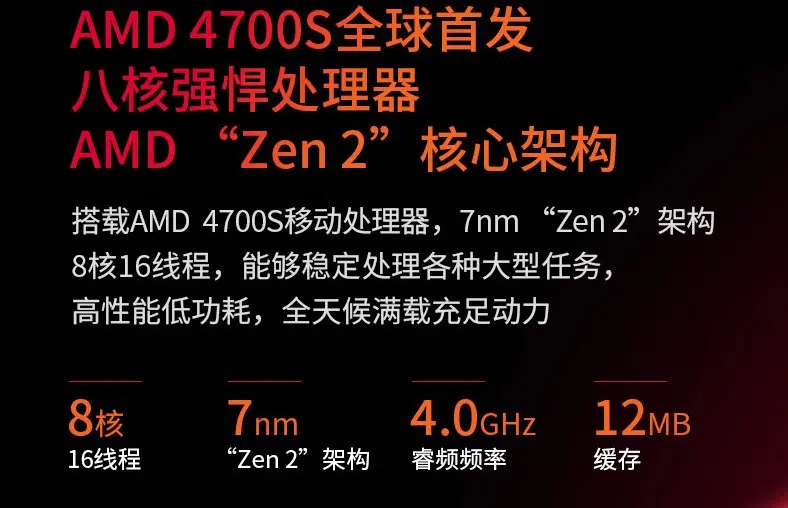 AMD 4700S全球首发
八核强悍处理器
AMD “Zen 2” 核心架构
搭载AMD 4700S移动处理器，7nm “Zen 2” 架构
8核16线程，能够稳定处理各种大型任务，
高性能低功耗，全天候满载充足动力
8核 7nm 4.0GHz 12MB
16线程 “Zen 2” 架构 睿频频率 缓存